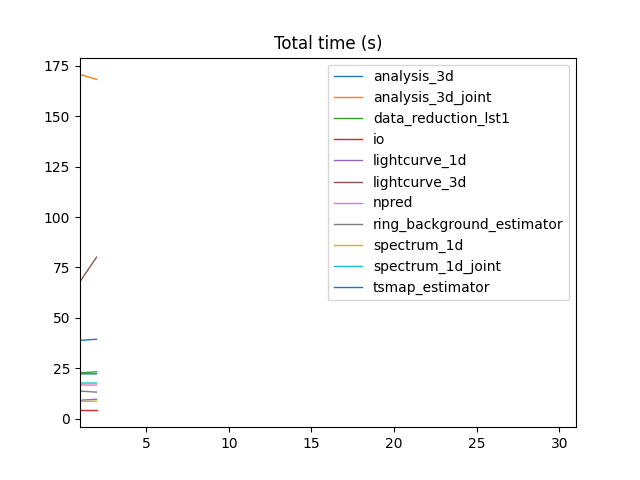 Total time (s)
175
150
125
100
75
50
25
0
5
10
15
20
25
30
analysis_3d
analysis_3d_joint
data_reduction_lst1
io
lightcurve_1d
lightcurve_3d
npred
ring_background_estimator
spectrum_1d
spectrum_1d_joint
tsmap_estimator